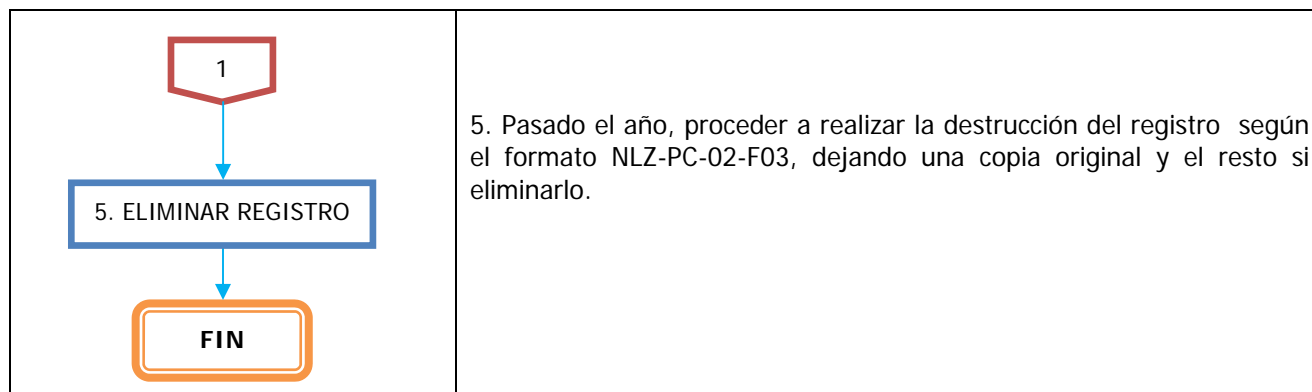 1
5. ELIMINAR REGISTRO
FIN
5. Pasado el año, proceder a realizar la destrucción del registro según
el formato NLZ-PC-02-F03, dejando una copia original y el resto si
eliminarlo.